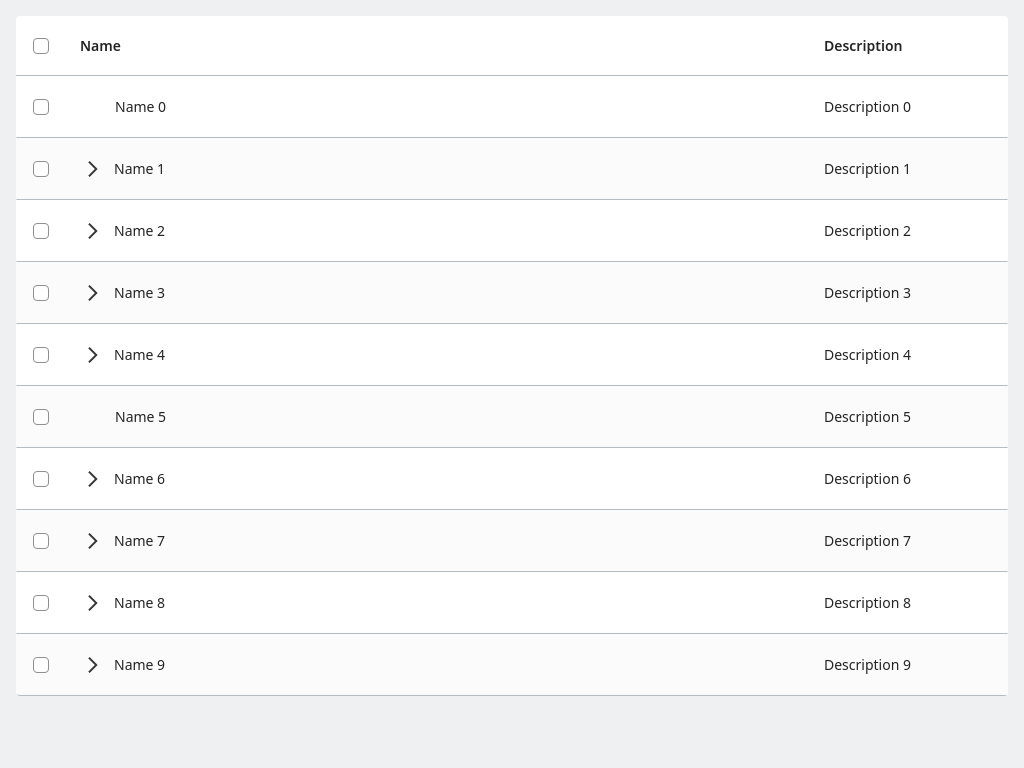 Name Description
Name 0 Description 0
Name 1 Description 1
Name 2 Description 2
Name 3 Description 3
Name 4 Description 4
Name 5 Description 5
Name 6 Description 6
Name 7 Description 7
Name 8 Description 8
Name 9 Description 9